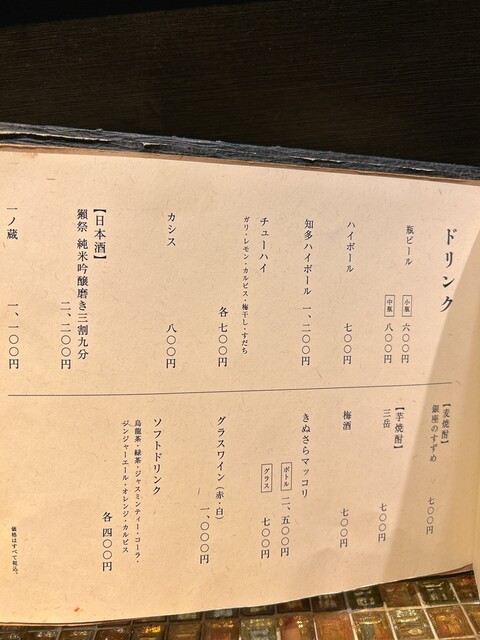 ドリンク
瓶ビール
小瓶 六〇〇円
中瓶 八〇〇円
ハイボール 七〇〇円
知多ハイボール 一、二〇〇円
チューハイ
ガリ・レモン・カルピス・梅干し・すだち
各 七〇〇円
カシス 八〇〇円
【日本酒】
獺祭 純米吟醸磨き三割九分
二、二〇〇円
一ノ蔵 一、一〇〇円
【麦焼酎】
銀座のすずめ 七〇〇円
【芋焼酎】
三岳 七〇〇円
梅酒 七〇〇円
きぬさらマッコリ
ボトル 二、五〇〇円
グラス 七〇〇円
グラスワイン（赤・白）
一、〇〇〇円
ソフトドリンク
烏龍茶・緑茶・ジャスミンティー・コーラ・
ジンジャーエール・オレンジ・カルピス
各 四〇〇円
価格はすべて税込。